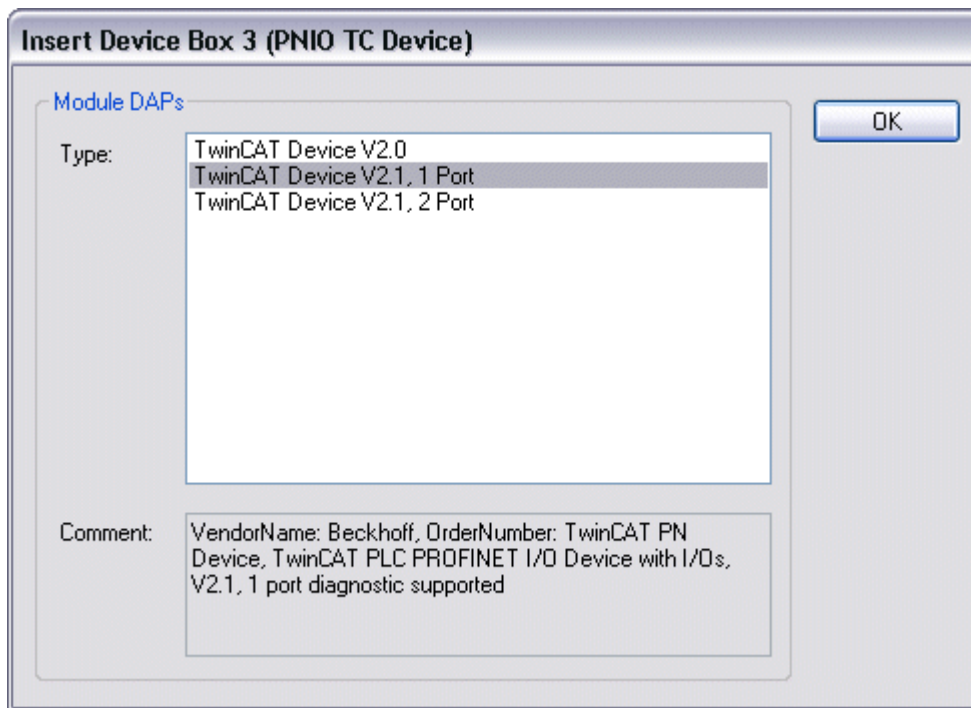 Insert Device Box 3 (PNIO TC Device)
Module DAPs
OK
Type:
TwinCAT Device V2.0
TwinCAT Device V2.1, 1 Port
TwinCAT Device V2.1, 2 Port
Comment:
VendorName: Beckhoff, OrderNumber: TwinCAT PN
Device, TwinCAT PLC PROFINET I/O Device with I/Os,
V2.1, 1 port diagnostic supported